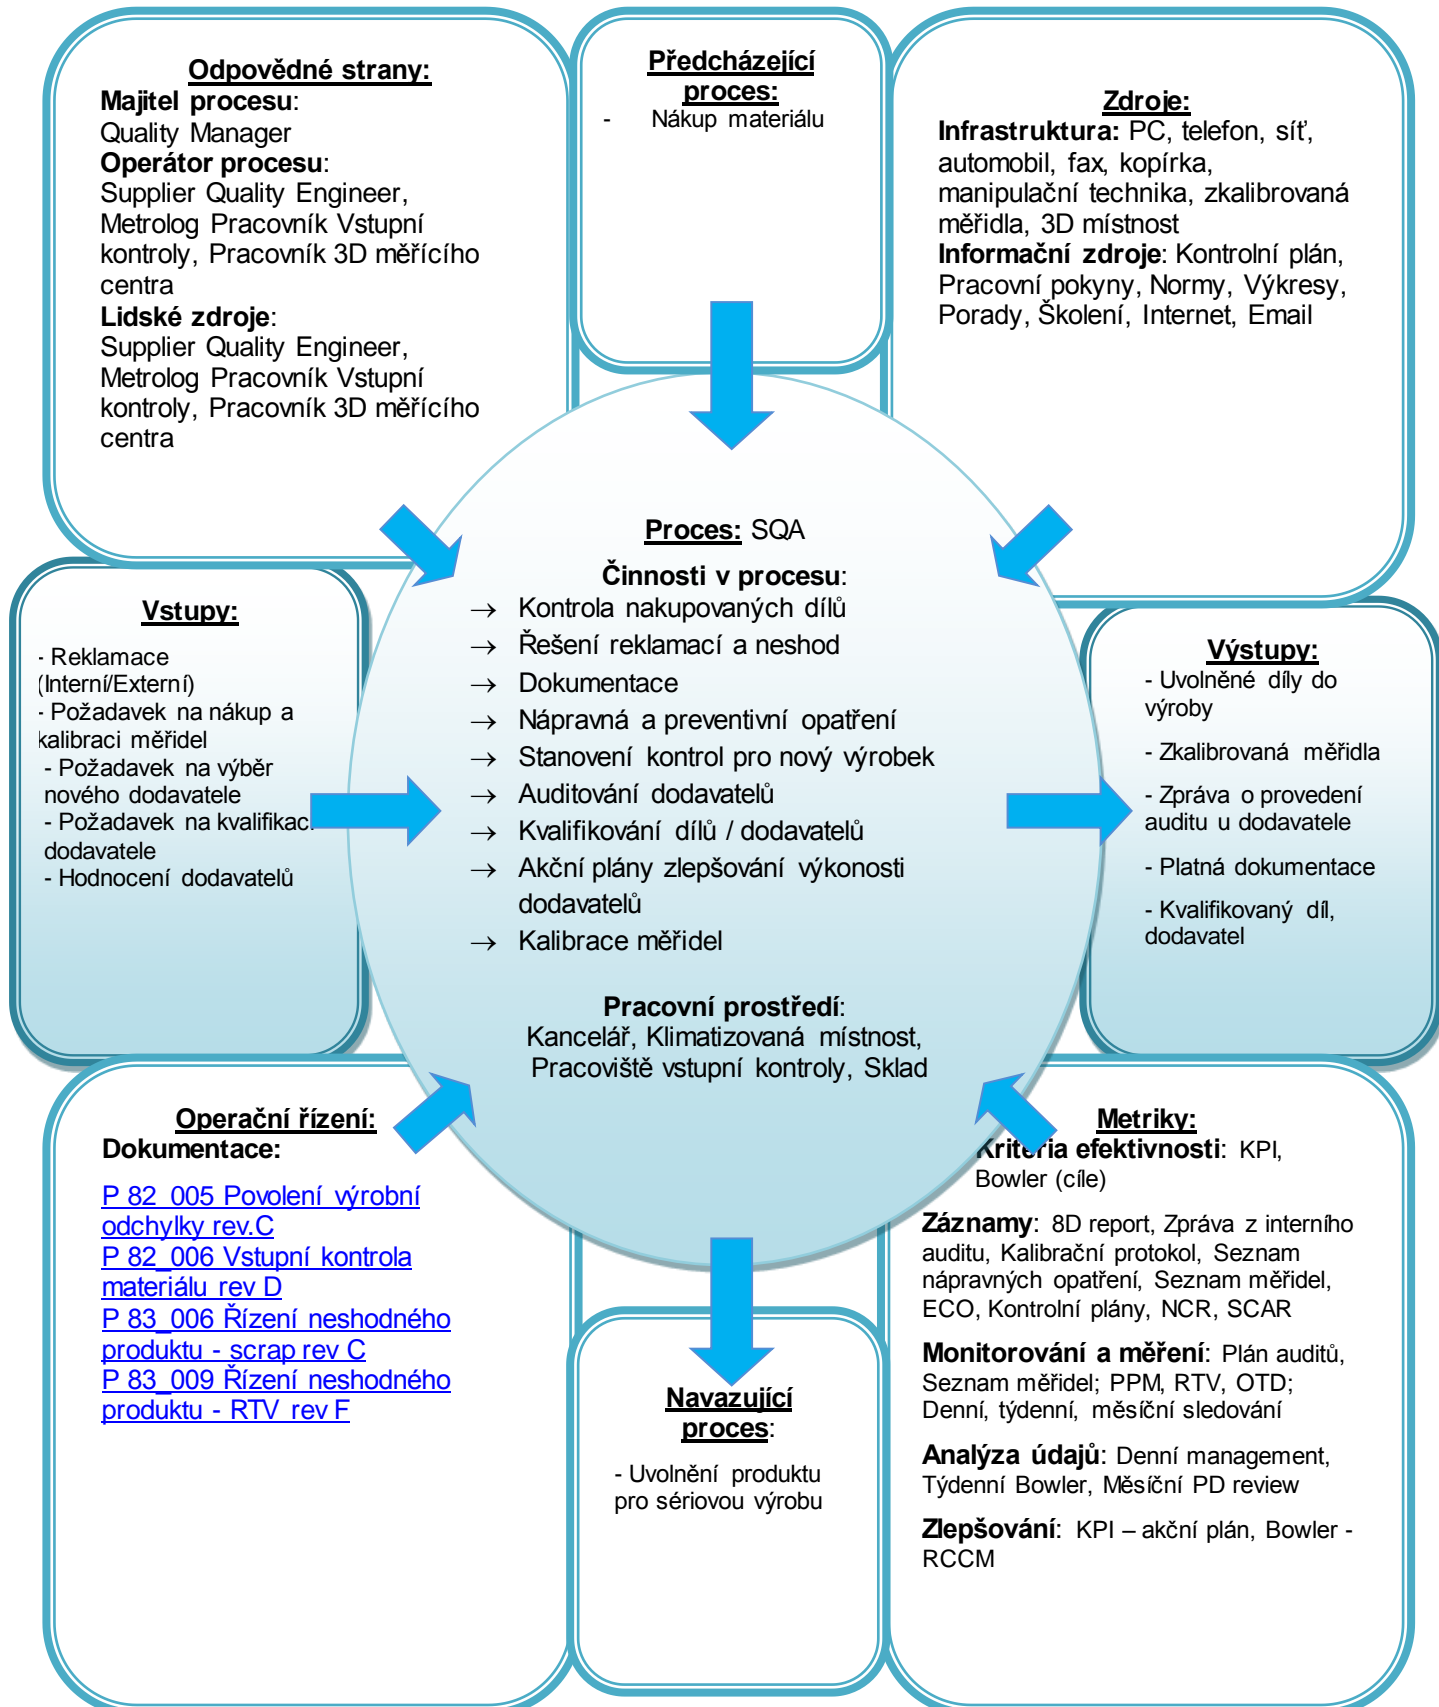 Odpovědné strany:
Majitel procesu:
Quality Manager
Operátor procesu:
Supplier Quality Engineer,
Metrolog Pracovník Vstupní
kontroly, Pracovník 3D měřícího
centra
Lidské zdroje:
Supplier Quality Engineer,
Metrolog Pracovník Vstupní
kontroly, Pracovník 3D měřícího
centra
Předcházející
proces:
- Nákup materiálu
Zdroje:
Infrastruktura: PC, telefon, síť,
automobil, fax, kopírka,
manipulační technika, zkalibrovaná
měřidla, 3D místnost
Informační zdroje: Kontrolní plán,
Pracovní pokyny, Normy, Výkresy,
Porady, Školení, Internet, Email
Vstupy:
- Reklamace
(Interní/Externí)
- Požadavek na nákup a
kalibraci měřidel
- Požadavek na výběr
nového dodavatele
- Požadavek na kvalifikaci
dodavatele
- Hodnocení dodavatelů
Proces: SQA
Činnosti v procesu:
→ Kontrola nakupovaných dílů
→ Řešení reklamací a neshod
→ Dokumentace
→ Nápravná a preventivní opatření
→ Stanovení kontrol pro nový výrobek
→ Auditování dodavatelů
→ Kvalifikování dílů / dodavatelů
→ Akční plány zlepšování výkonosti
dodavatelů
→ Kalibrace měřidel
Pracovní prostředí:
Kancelář, Klimatizovaná místnost,
Pracoviště vstupní kontroly, Sklad
Výstupy:
- Uvolněné díly do
výroby
- Zkalibrovaná měřidla
- Zpráva o provedení
auditu u dodavatele
- Platná dokumentace
- Kvalifikovaný díl,
dodavatel
Operační řízení:
Dokumentace:
P 82_005 Povolení výrobní
odchylky rev.C
P 82_006 Vstupní kontrola
materiálu rev D
P 83_006 Řízení neshodného
produktu - scrap rev C
P 83_009 Řízení neshodného
produktu - RTV rev F
Navazující
proces:
- Uvolnění produktu
pro sériovou výrobu
Metriky:
Kritéria efektivnosti: KPI,
Bowler (cíle)
Záznamy: 8D report, Zpráva z interního
auditu, Kalibrační protokol, Seznam
nápravných opatření, Seznam měřidel,
ECO, Kontrolní plány, NCR, SCAR
Monitorování a měření: Plán auditů,
Seznam měřidel; PPM, RTV, OTD;
Denní, týdenní, měsíční sledování
Analýza údajů: Denní management,
Týdenní Bowler, Měsíční PD review
Zlepšování: KPI – akční plán, Bowler -
RCCM